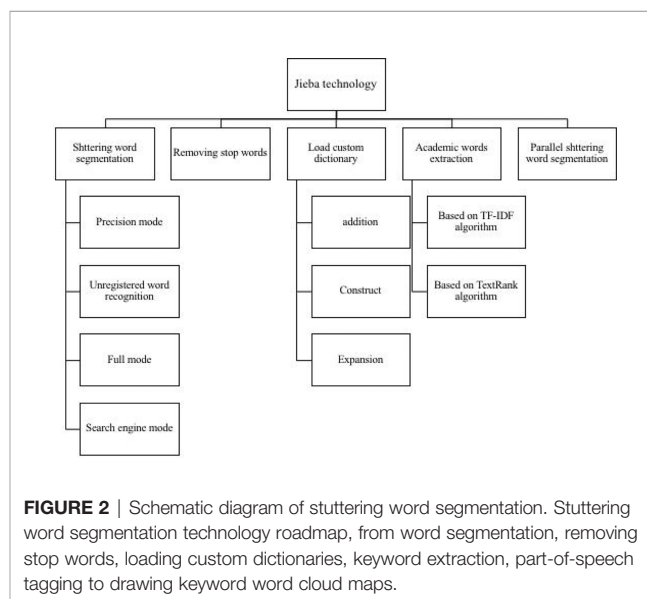 Jieba technology
Shttering word
segmentation
Removing stop words
Load custom
dictionary
Academic words
extraction
Parallel shttering
word segmentation
Precision mode
Unregistered word
recognition
Full mode
Search engine mode
addition
Construct
Expansion
Based on TF-IDF
algorithm
Based on TextRank
algorithm
FIGURE 2 | Schematic diagram of stuttering word segmentation. Stuttering
word segmentation technology roadmap, from word segmentation, removing
stop words, loading custom dictionaries, keyword extraction, part-of-speech
tagging to drawing keyword word cloud maps.